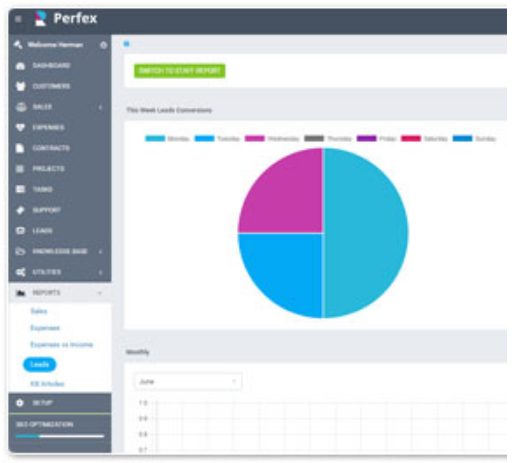 Perfex
Welcome Herman
DASHBOARD
CUSTOMERS
SALES
EXPENSES
CONTRACTS
PROJECTS
TASKS
SUPPORT
LEADS
KNOWLEDGE BASE
UTILITIES
REPORTS
Sales
Expenses
Expenses vs Income
Leads
KB Articles
SETUP
SEO OPTIMIZATION
SWITCH TO STAFF REPORT
This Week Leads Conversions
Monday Tuesday Wednesday Thursday Friday Saturday Sunday
Monthly
June
1.0
0.9
0.8
0.7